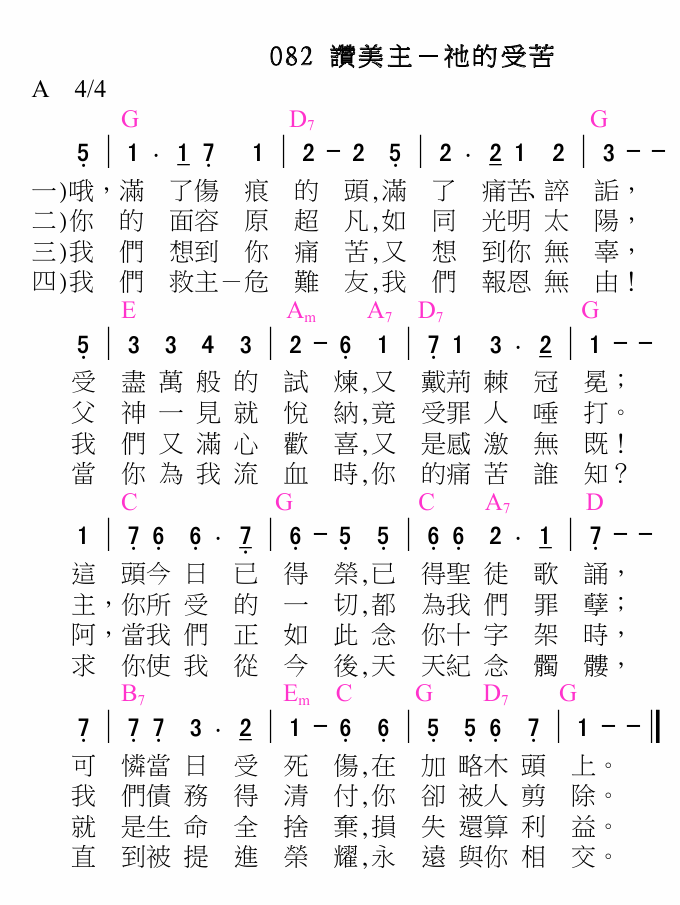 082 讚美主－祂的受苦
A 4/4
G D7 G
5 | 1 . 1 7 1 | 2 － 2 5 | 2 . 2 1 2 | 3 － －
一)哦，滿 了傷 痕 的 頭,滿 了 痛苦、 誶 詬，
二)你 的 面容 原 超 凡,如 同 光明 太 陽，
三)我 們 想到 你 痛 苦,又 想 到你 無 辜，
四)我 們 救主－危 難 友,我 們 報恩 無 由！
E Am A7 D7 G
5 | 3 3 4 3 | 2 － 6 1 | 7 1 3 . 2 | 1 － －
受 盡 萬 般 的 試 煉,又 戴荊 棘 冠 冕；
父 神 一 見 就 悅 納,竟 受罪 人 唾 打。
我 們 又 滿 心 歡 喜,又 是感 激 無 既！
當 你 為 我 流 血 時,你 的痛 苦 誰 知？
C G C A7 D
1 | 7 6 6 . 7 | 6 － 5 5 | 6 6 2 . 1 | 7 － －
這 頭今 日 已 得 榮,已 得聖 徒 歌 誦，
主，你所 受 的 一 切,都 為我 們 罪 孽；
阿，當我 們 正 如 此 念 你十 字 架 時，
求 你使 我 從 今 後,天 天紀 念 髑 髏，
B7 Em C G D7 G
7 | 7 7 3 . 2 | 1 － 6 6 | 5 5 6 7 | 1 － － ‖
可 憐當 日 受 死 傷,在 加 略木 頭 上。
我 們債 務 得 清 付,你 卻 被人 剪 除。
就 是生 命 全 捨 棄,損 失 還算 利 益。
直 到被 提 進 榮 耀,永 遠 與你 相 交。